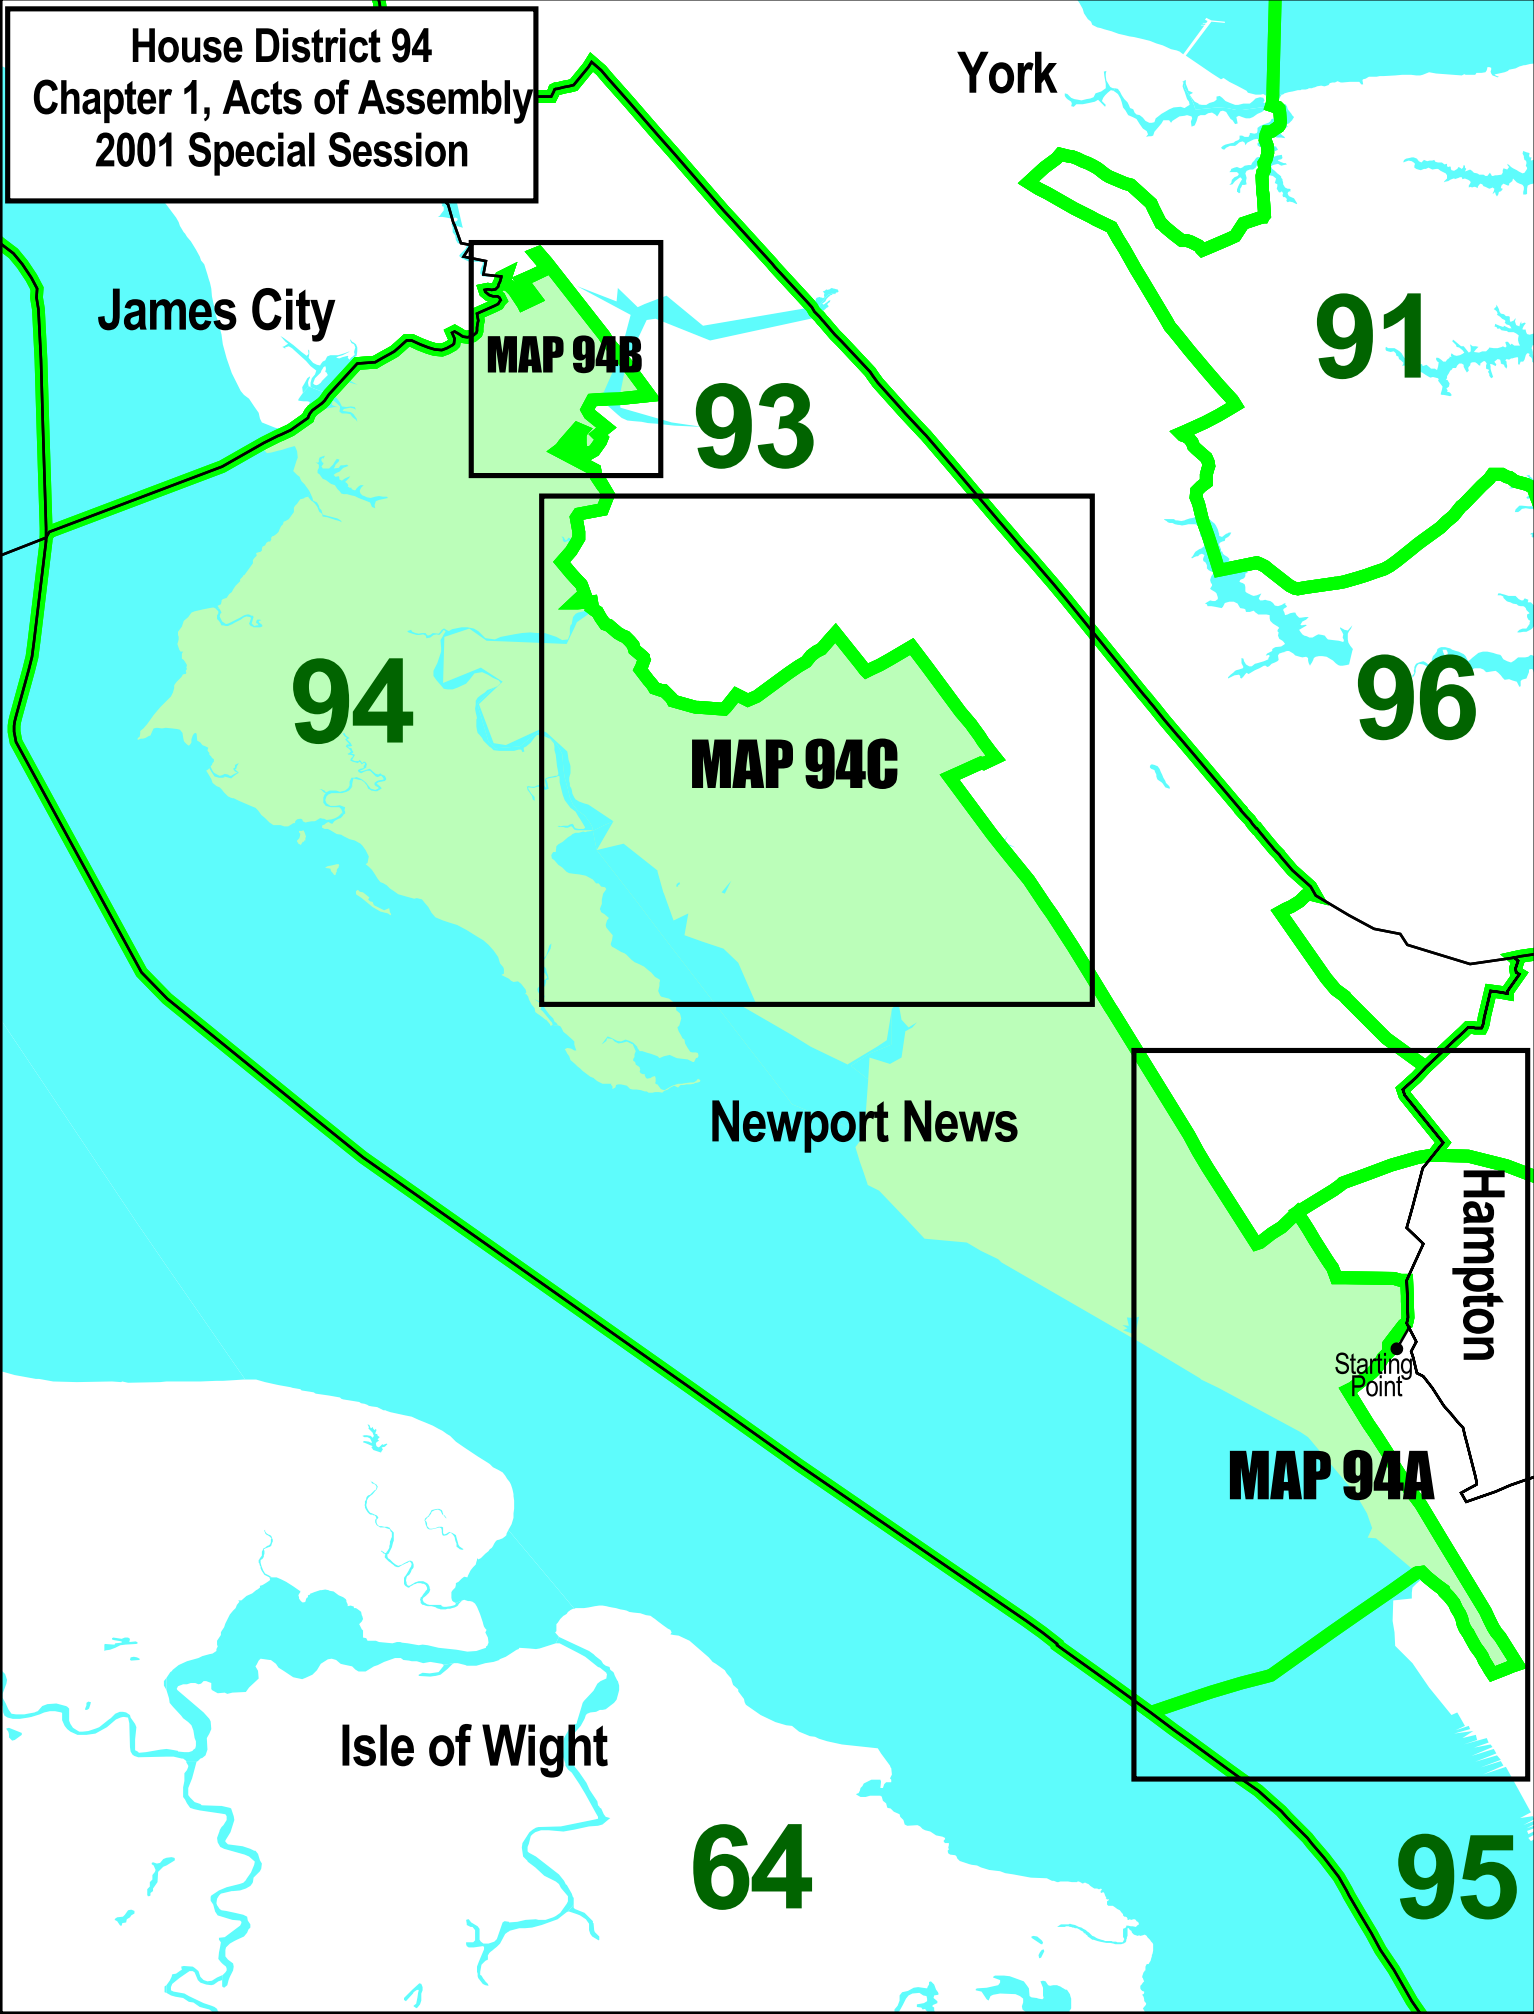 House District 94
Chapter 1, Acts of Assembly
2001 Special Session
York
James City
91
MAP 94B
93
94
96
MAP 94C
Newport News
Hampton
Starting
Point
MAP 94A
Isle of Wight
64
95